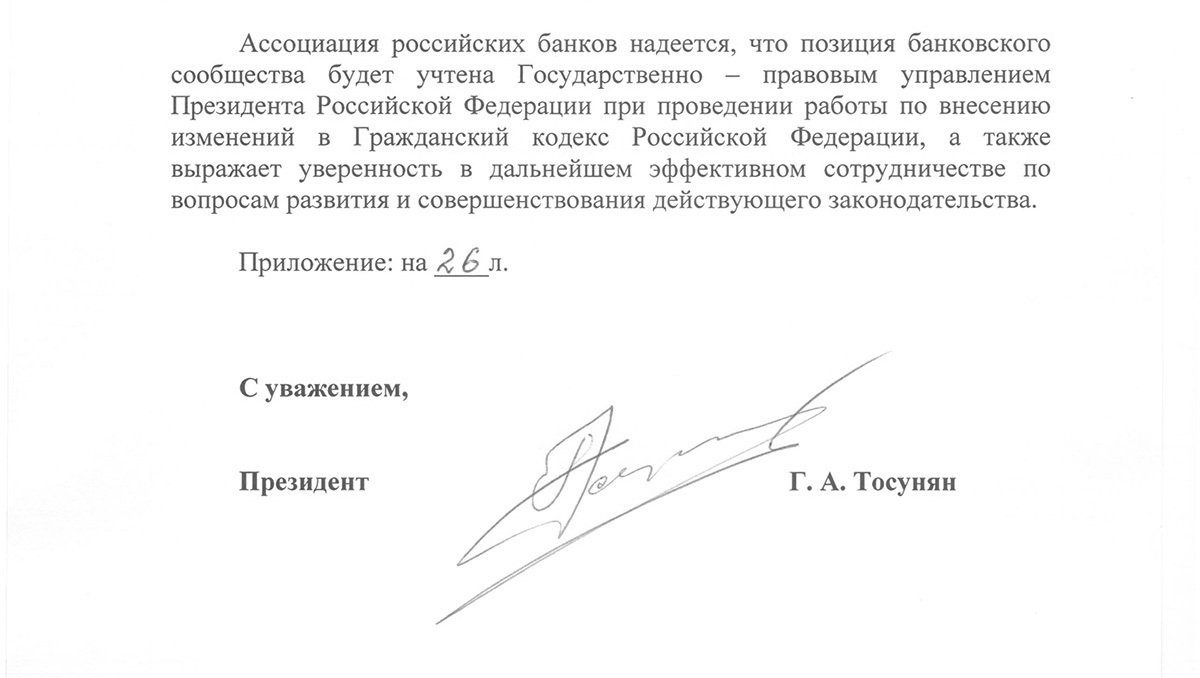 Ассоциация российских банков надеется, что позиция банковского
сообщества будет учтена Государственно – правовым управлением
Президента Российской Федерации при проведении работы по внесению
изменений в Гражданский кодекс Российской Федерации, а также
выражает уверенность в дальнейшем эффективном сотрудничестве по
вопросам развития и совершенствования действующего законодательства.
Приложение: на 26 л.
С уважением,
Президент Г. А. Тосунян